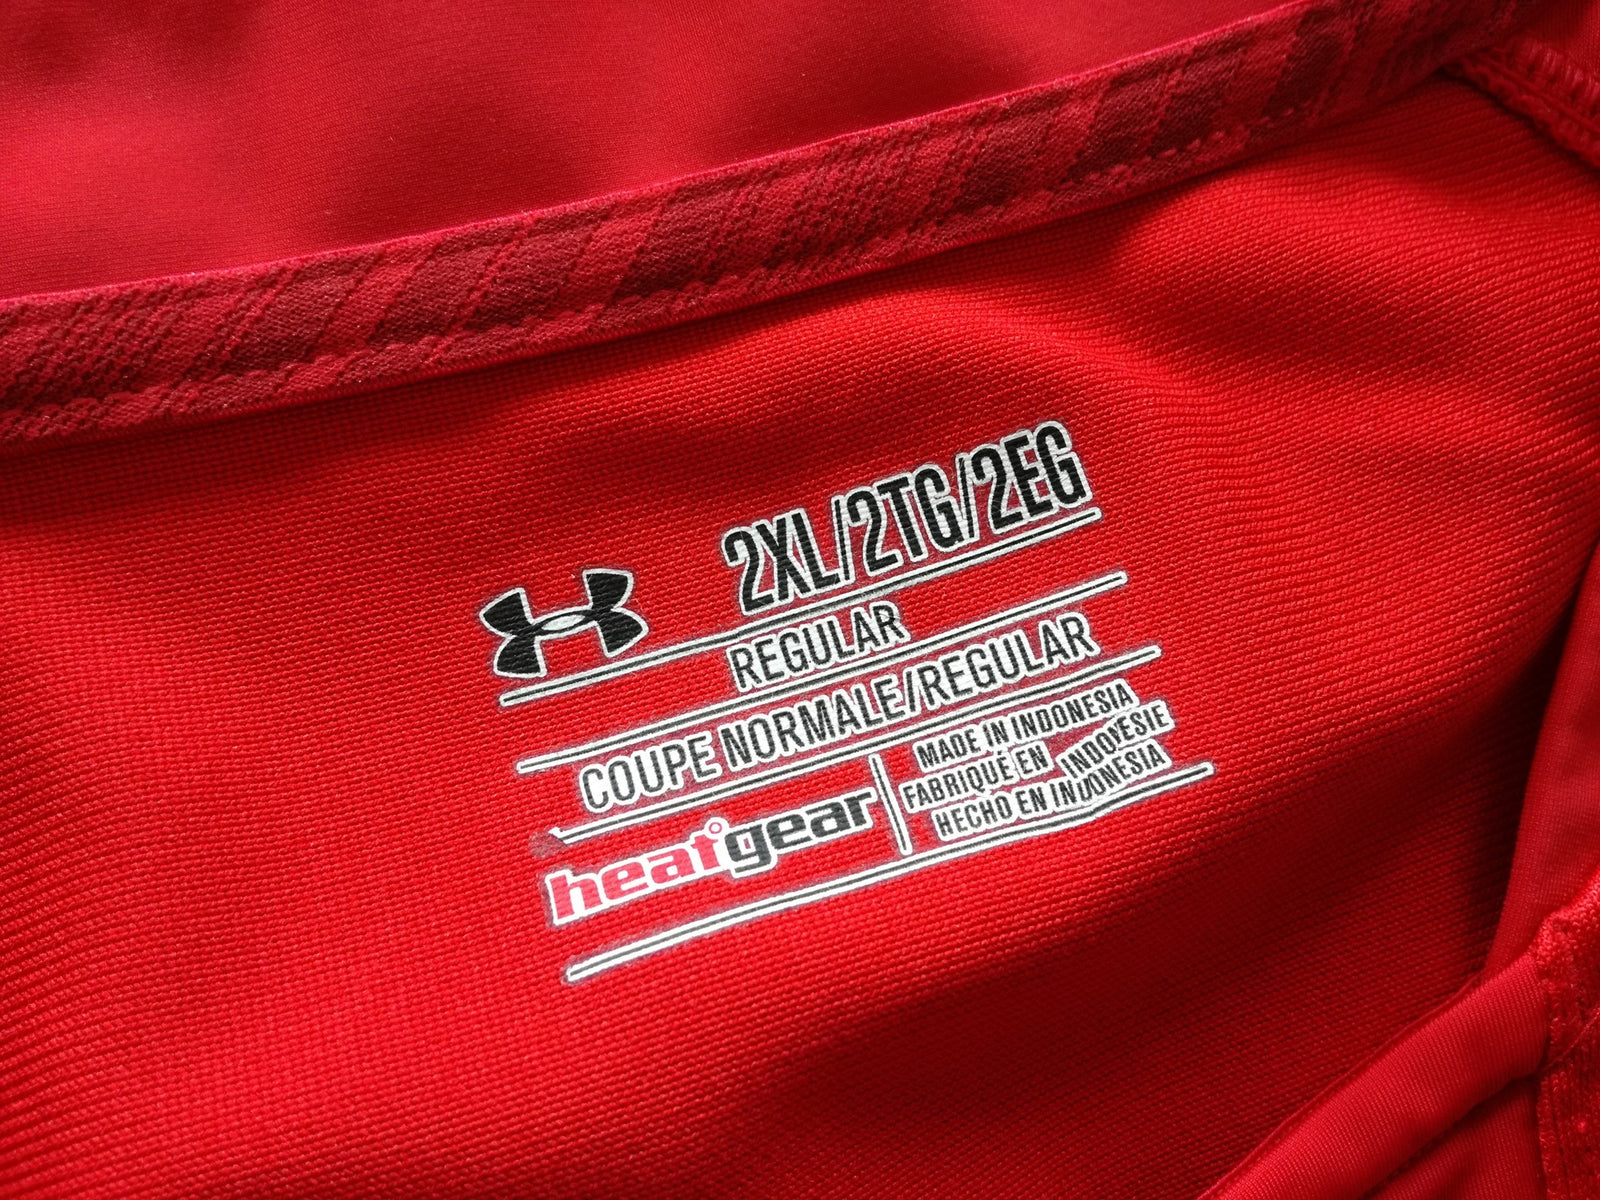 2XL/2TG/2EG
REGULAR
COUPE NORMALE/REGULAR
heatgear
MADE IN INDONESIA
FABRIQUÉ EN INDONÉSIE
HECHO EN INDONESIA